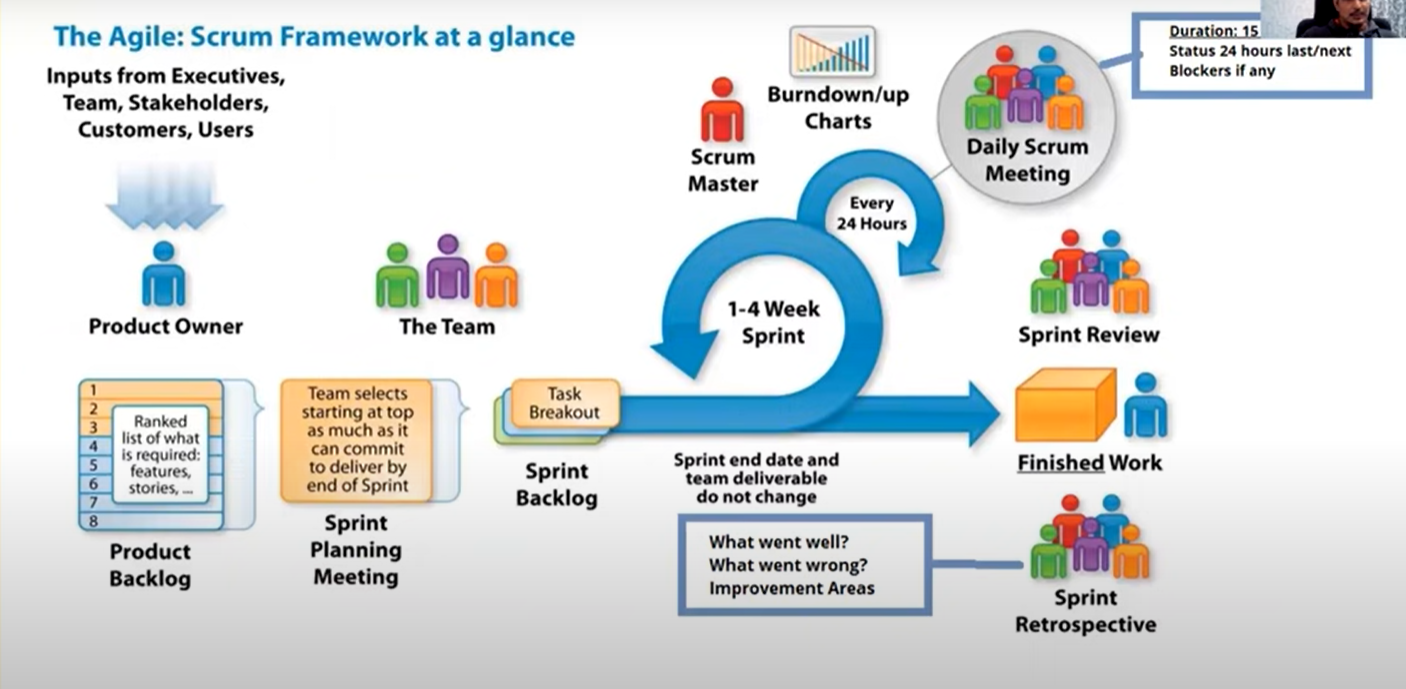 The Agile: Scrum Framework at a glance
Inputs from Executives,
Team, Stakeholders,
Customers, Users
Product Owner
The Team
Scrum
Master
Burndown/up
Charts
Daily Scrum
Meeting
Duration: 15
Status 24 hours last/next
Blockers if any
Every
24 Hours
1-4 Week
Sprint
Sprint Review
1
2
3
4
5
6
7
8
Ranked
list of what
is required:
features,
stories, ...
Product
Backlog
Team selects
starting at top
as much as it
can commit
to deliver by
end of Sprint
Sprint
Planning
Meeting
Task
Breakout
Sprint
Backlog
Sprint end date and
team deliverable
do not change
Finished Work
What went well?
What went wrong?
Improvement Areas
Sprint
Retrospective